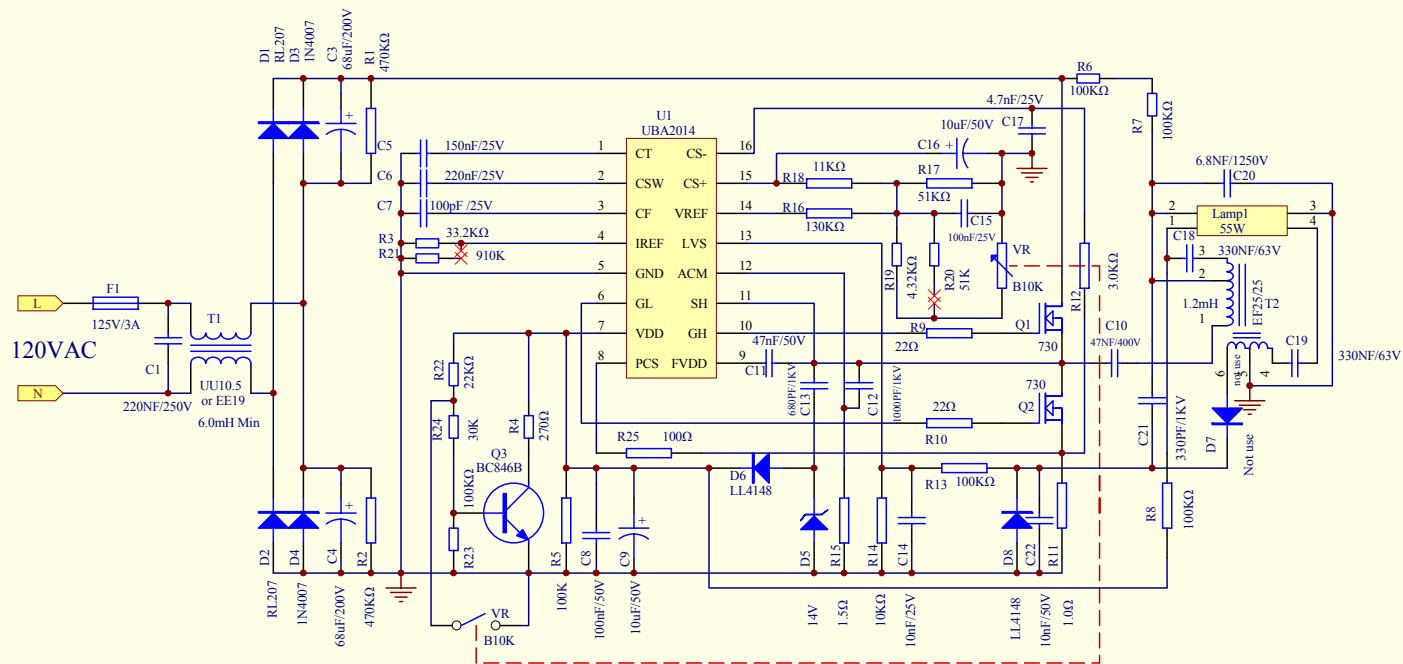 D1
RL207
D3
1N4007
C3
68uF/200V
R1
470KΩ
R6
100KΩ
R7
100KΩ
U1
UBA2014
4.7nF/25V
C17
10uF/50V
C16
+
+
C5
150nF/25V
1
CT
CS-
16
C6
220nF/25V
2
CSW
CS+
15
C7
100pF /25V
3
CF
VREF
14
R3
33.2KΩ
4
IREF
LVS
13
R21
910K
5
GND
ACM
12
6
GL
SH
11
7
VDD
GH
10
8
PCS
FVDD
9
R18
11KΩ
R17
51KΩ
R16
130KΩ
C15
100nF/25V
R19
4.32KΩ
R20
51K
VR
B10K
R12
3.0KΩ
6.8NF/1250V
C20
2
Lamp1
3
1
55W
4
C18
330NF/63V
3
2
1.2mH
1
EF25/25
T2
C19
330NF/63V
6
5
4
not use
L
F1
125V/3A
120VAC
C1
T1
N
220NF/250V
UU10.5
or EE19
6.0mH Min
R9
22Ω
Q1
730
C10
47NF/400V
47nF/50V
C11
680PF/1KV
C13
C12
1000PF/1KV
730
Q2
22Ω
R10
R22
22KΩ
R24
30K
R4
270Ω
Q3
BC846B
100KΩ
R23
R25
100Ω
D6
LL4148
R13
100KΩ
C21
330PF/1KV
D7
Not use
R8
100KΩ
D2
RL207
D4
1N4007
C4
+
68uF/200V
R2
470KΩ
R5
100K
C8
100nF/50V
C9
+
10uF/50V
D5
14V
R15
1.5Ω
R14
10KΩ
C14
10nF/25V
D8
LL4148
C22
10nF/50V
R11
1.0Ω
VR
B10K